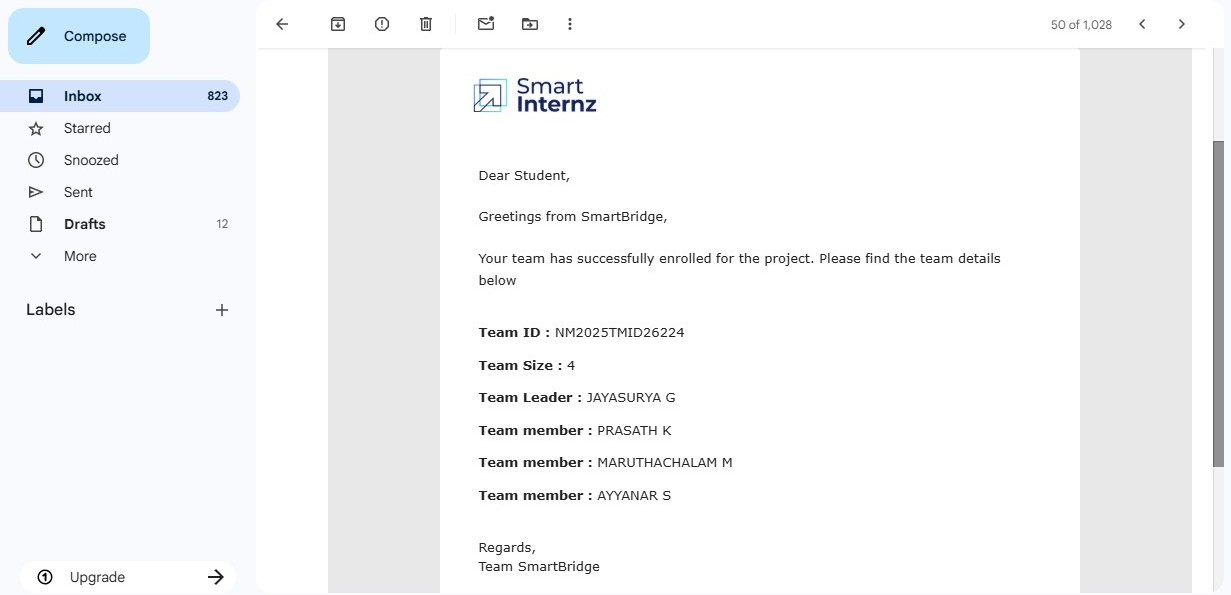 Compose
50 of 1,028
Inbox 823
Starred
Snoozed
Sent
Drafts 12
More
Labels
Upgrade
Smart
Internz
Dear Student,
Greetings from SmartBridge,
Your team has successfully enrolled for the project. Please find the team details
below
Team ID : NM2025TMID26224
Team Size : 4
Team Leader : JAYASURYA G
Team member : PRASATH K
Team member : MARUTHACHALAM M
Team member : AYYANAR S
Regards,
Team SmartBridge